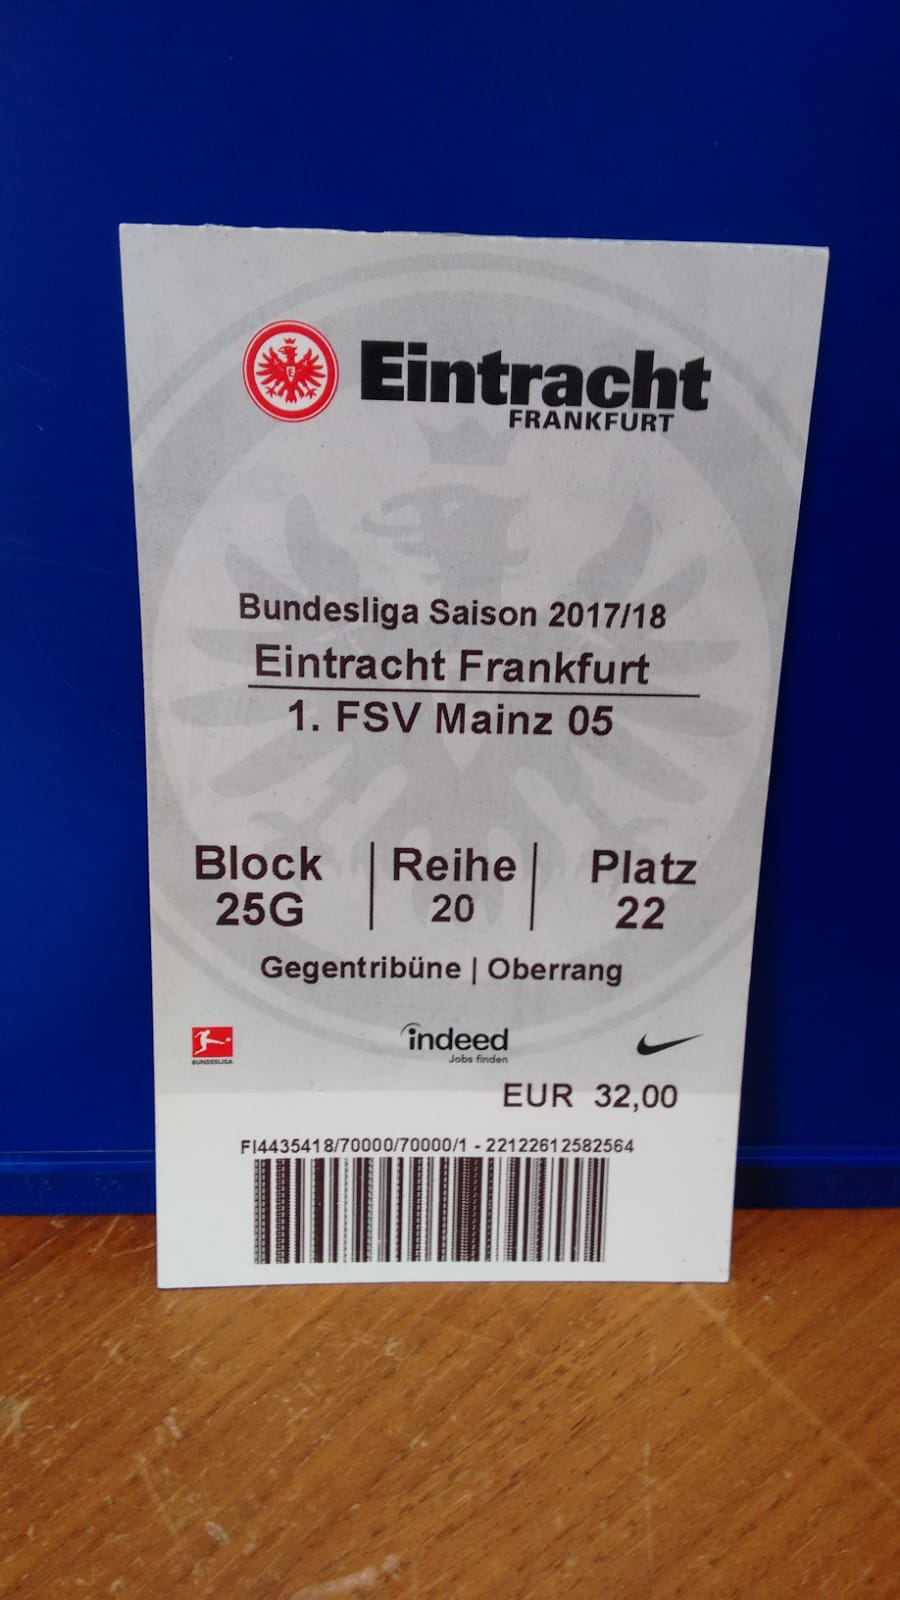 Eintracht
FRANKFURT
Bundesliga Saison 2017/18
Eintracht Frankfurt
1. FSV Mainz 05
Block | Reihe | Platz
25G | 20 | 22
Gegentribüne | Oberrang
BUNDESLIGA
indeed
Jobs finden
EUR 32,00
FI4435418/70000/70000/1 - 22122612582564